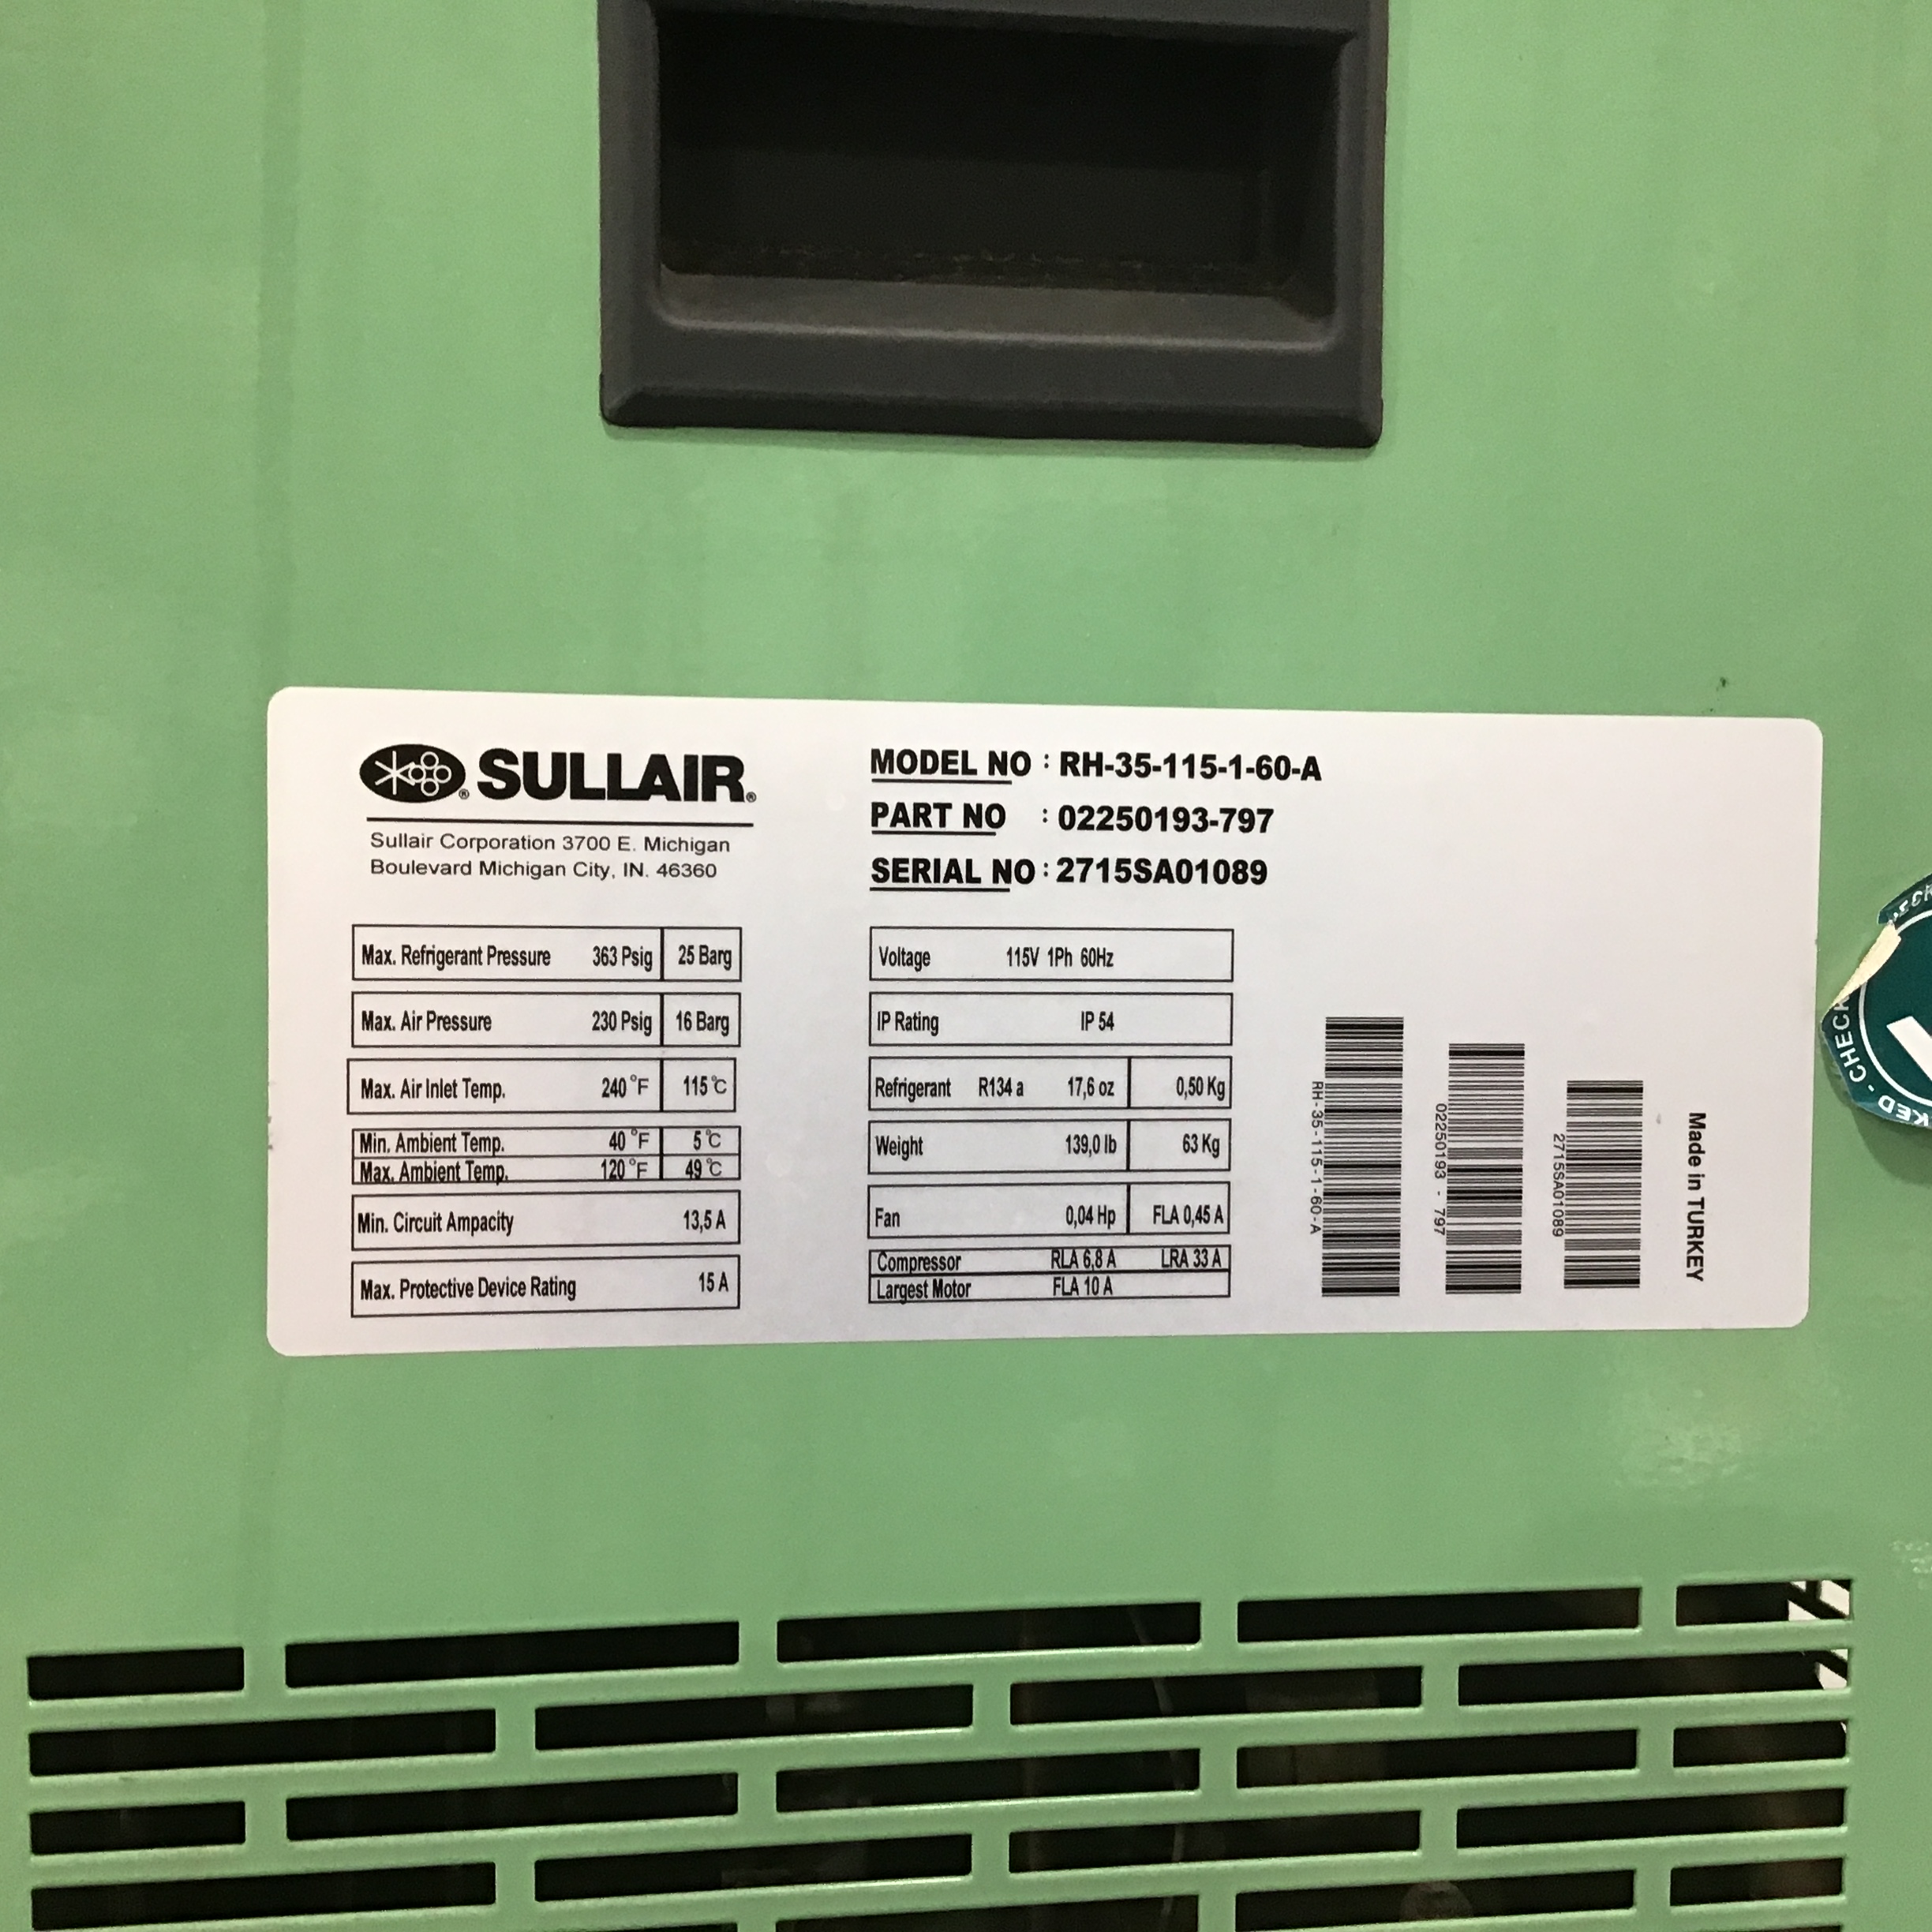 SULLAIR®
Sullair Corporation 3700 E. Michigan
Boulevard Michigan City, IN. 46360
MODEL NO : RH-35-115-1-60-A
PART NO : 02250193-797
SERIAL NO : 2715SA01089
Max. Refrigerant Pressure 363 Psig 25 Barg
Max. Air Pressure 230 Psig 16 Barg
Max. Air Inlet Temp. 240 °F 115 °C
Min. Ambient Temp. 40 °F 5 °C
Max. Ambient Temp. 120 °F 49 °C
Min. Circuit Ampacity 13,5 A
Max. Protective Device Rating 15 A
Voltage 115V 1Ph 60Hz
IP Rating IP 54
Refrigerant R134 a 17,6 oz 0,50 Kg
Weight 139,0 lb 63 Kg
Fan 0,04 Hp FLA 0,45 A
Compressor RLA 6,8 A LRA 33 A
Largest Motor FLA 10 A
RH-35-115-1-60-A
02250193 - 797
2715SA01089
Made in TURKEY